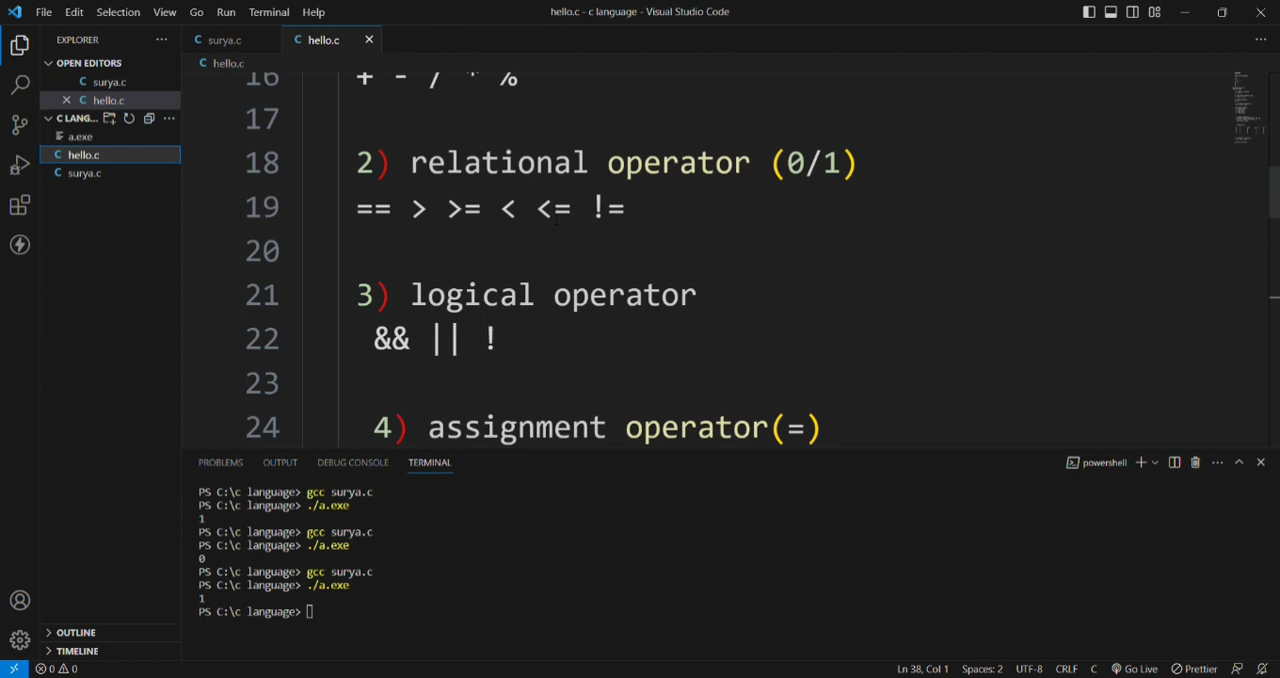 File Edit Selection View Go Run Terminal Help
hello.c - c language - Visual Studio Code
EXPLORER
surya.c
hello.c
OPEN EDITORS
surya.c
hello.c
C LANG...
a.exe
hello.c
surya.c
OUTLINE
TIMELINE
hello.c
16 + - / * %
17
18 2) relational operator (0/1)
19 == > >= < <= !=
20
21 3) logical operator
22 && || !
23
24 4) assignment operator(=)
PROBLEMS OUTPUT DEBUG CONSOLE TERMINAL
powershell
PS C:\c language> gcc surya.c
PS C:\c language> ./a.exe
1
PS C:\c language> gcc surya.c
PS C:\c language> ./a.exe
0
PS C:\c language> gcc surya.c
PS C:\c language> ./a.exe
1
PS C:\c language>
0 0
Ln 38, Col 1 Spaces: 2 UTF-8 CRLF C Go Live Prettier